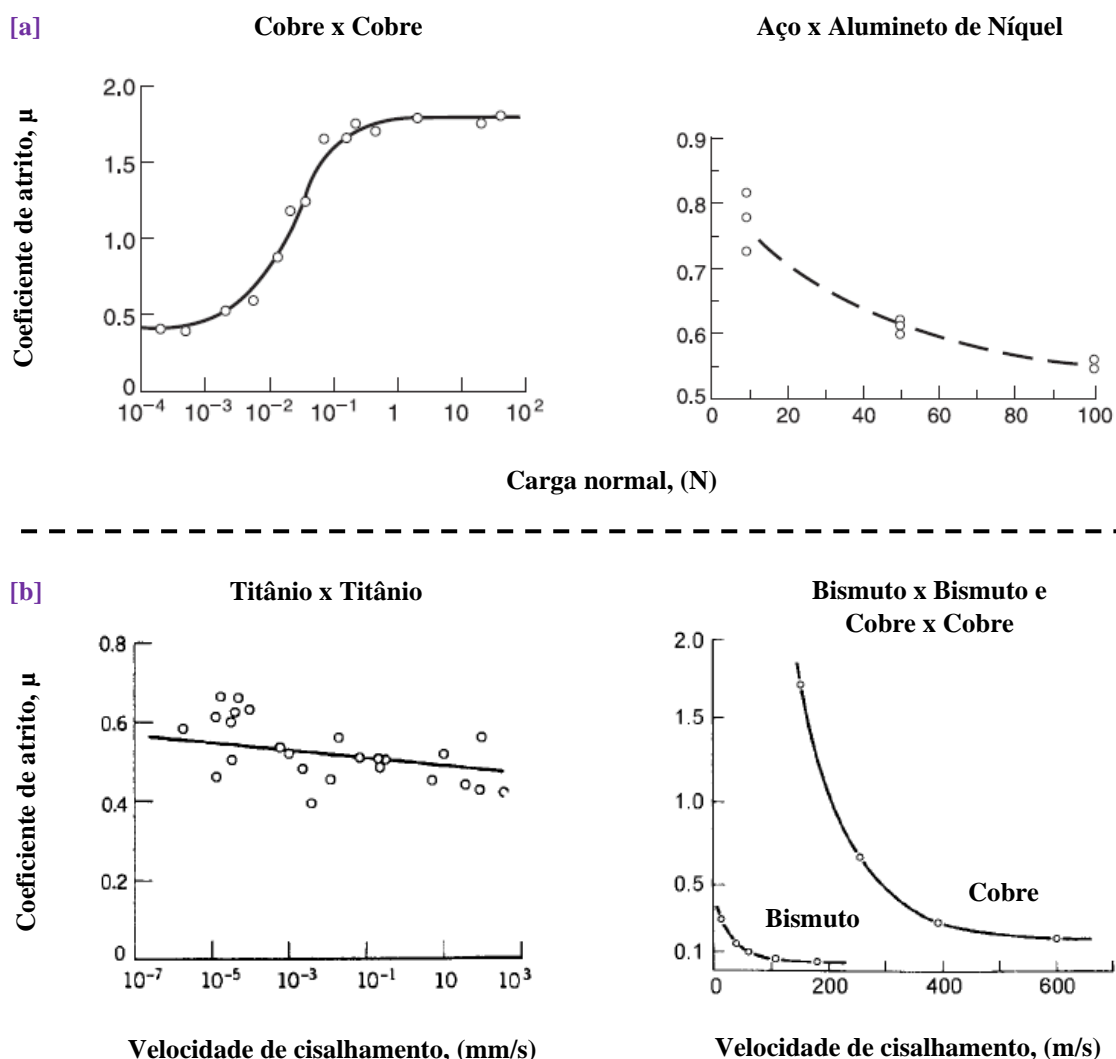 [a]
Cobre x Cobre
Aço x Alumineto de Níquel
Coeficiente de atrito, μ
2.0
1.5
1.0
0.5
0
10⁻⁴ 10⁻³ 10⁻² 10⁻¹ 1 10 10²
0.9
0.8
0.7
0.6
0.5
0 20 40 60 80 100
Carga normal, (N)
[b]
Titânio x Titânio
Bismuto x Bismuto e
Cobre x Cobre
Coeficiente de atrito, μ
0.8
0.6
0.4
0.2
0
10⁻⁷ 10⁻⁵ 10⁻³ 10⁻¹ 10¹ 10³
Velocidade de cisalhamento, (mm/s)
2.0
1.5
1.0
0.5
0.1
Cobre
Bismuto
0 200 400 600
Velocidade de cisalhamento, (m/s)